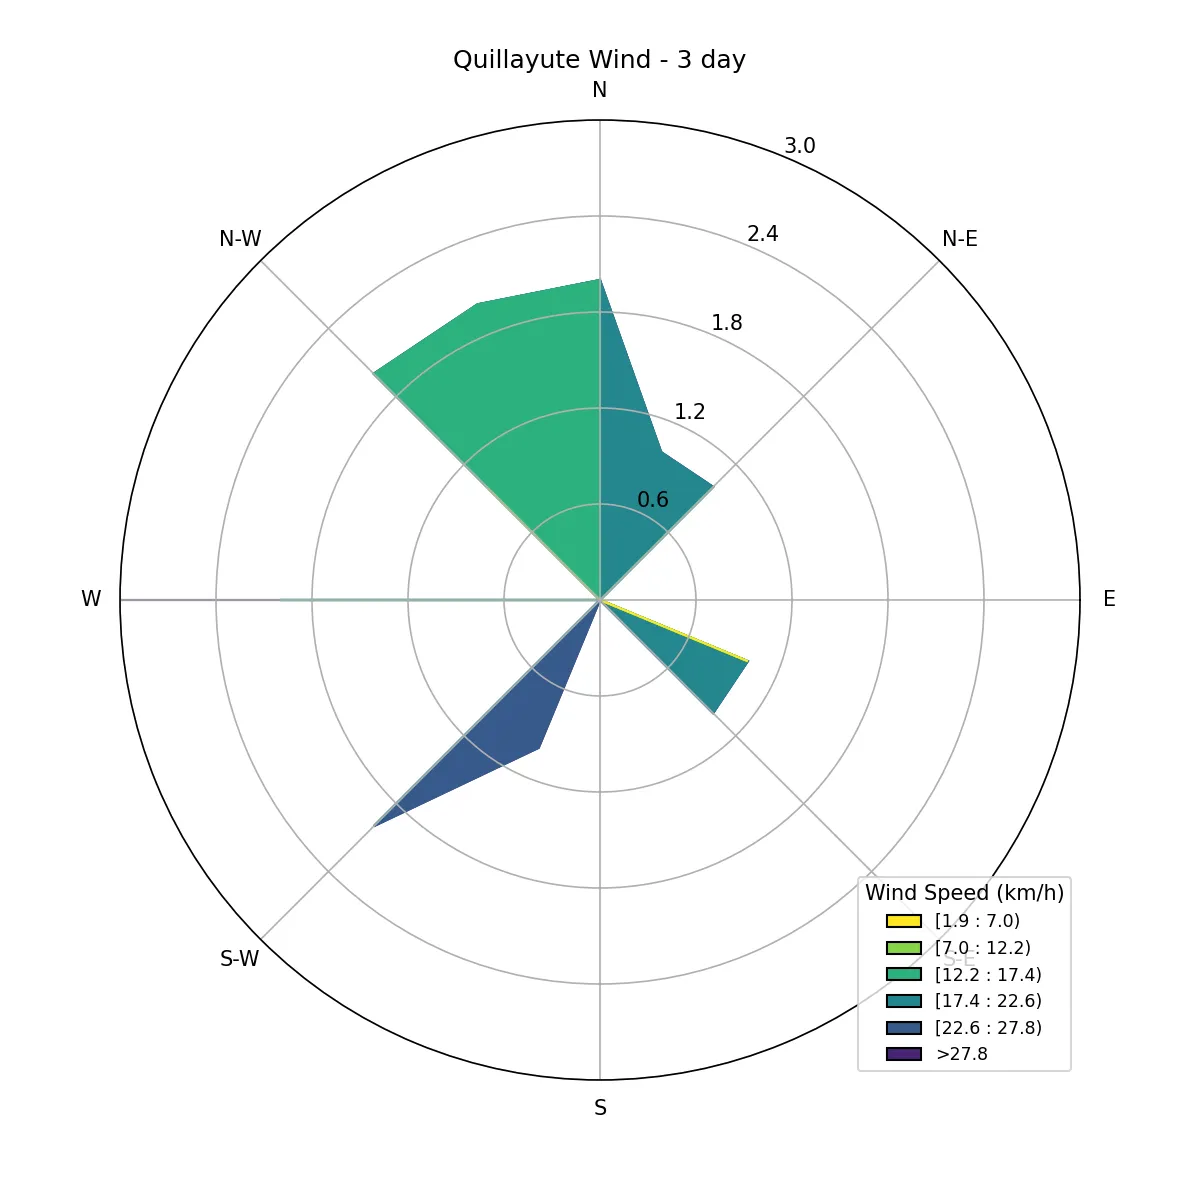 Quillayute Wind - 3 day
N
3.0
N-W
2.4
N-E
1.8
1.2
0.6
W
E
S-W
S-E
S
Wind Speed (km/h)
[1.9 : 7.0)
[7.0 : 12.2)
[12.2 : 17.4)
[17.4 : 22.6)
[22.6 : 27.8)
>27.8